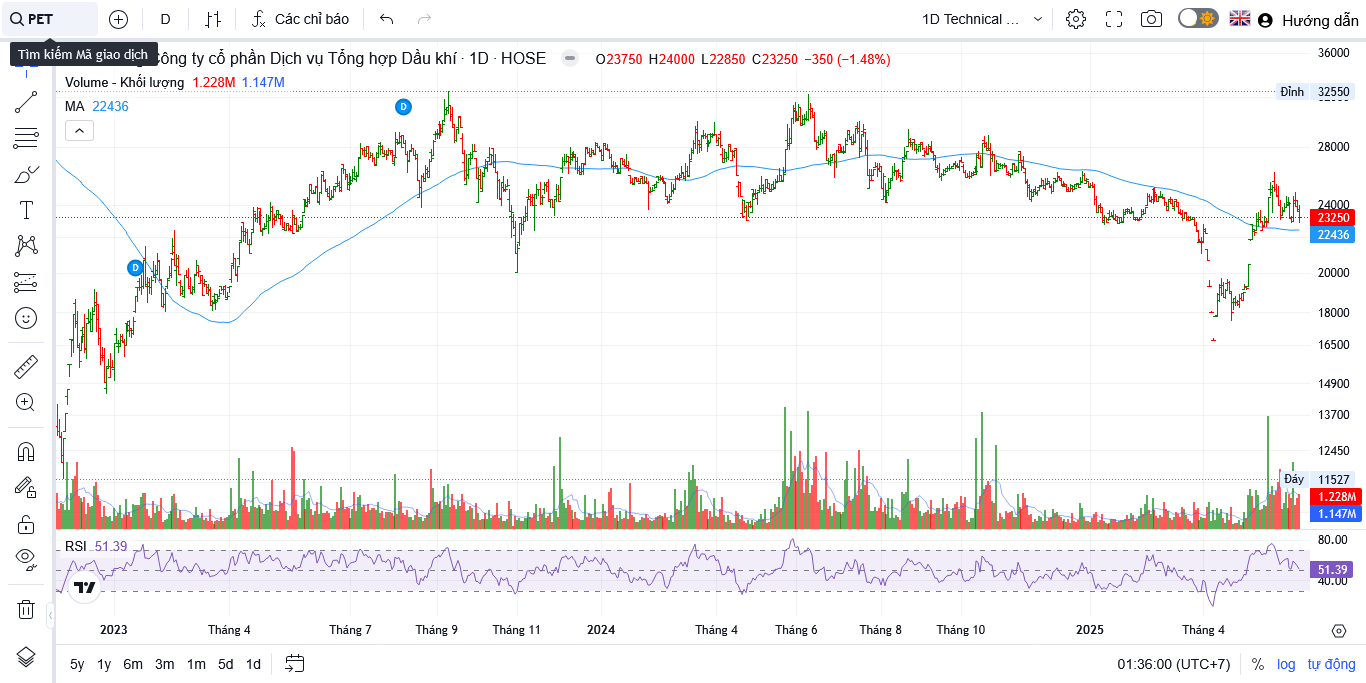 PET
D
Các chỉ báo
1D Technical ...
Hướng dẫn
Tìm kiếm Mã giao dịch
Công ty cổ phần Dịch vụ Tổng hợp Dầu khí · 1D · HOSE O23750 H24000 L22850 C23250 −350 (−1.48%)
Volume - Khối lượng 1.228M 1.147M
MA 22436
D
D
36000
Đỉnh 32550
28000
24000
23250
22436
20000
18000
16500
14900
13700
12450
Đáy 11527
1.228M
1.147M
RSI 51.39
80.00
51.39
40.00
2023 Tháng 4 Tháng 7 Tháng 9 Tháng 11 2024 Tháng 4 Tháng 6 Tháng 8 Tháng 10 2025 Tháng 4
5y 1y 6m 3m 1m 5d 1d
01:36:00 (UTC+7) % log tự động